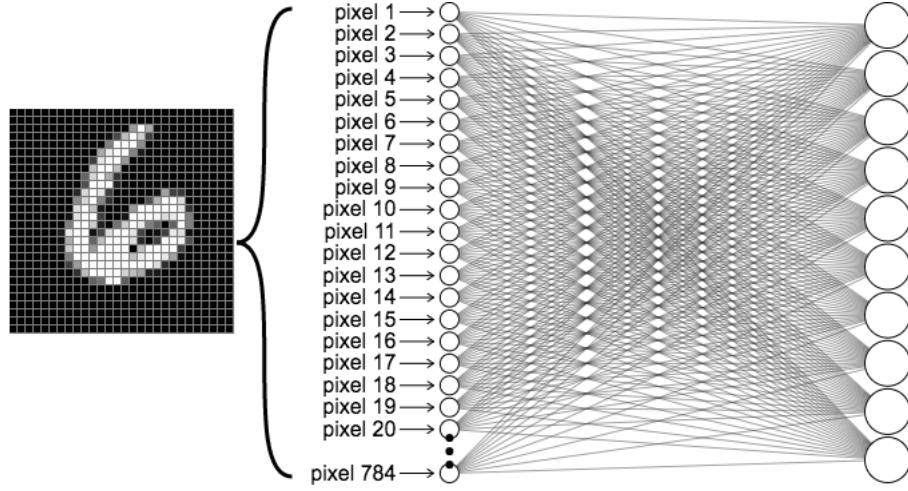 pixel 1
pixel 2
pixel 3
pixel 4
pixel 5
pixel 6
pixel 7
pixel 8
pixel 9
pixel 10
pixel 11
pixel 12
pixel 13
pixel 14
pixel 15
pixel 16
pixel 17
pixel 18
pixel 19
pixel 20
pixel 784
6